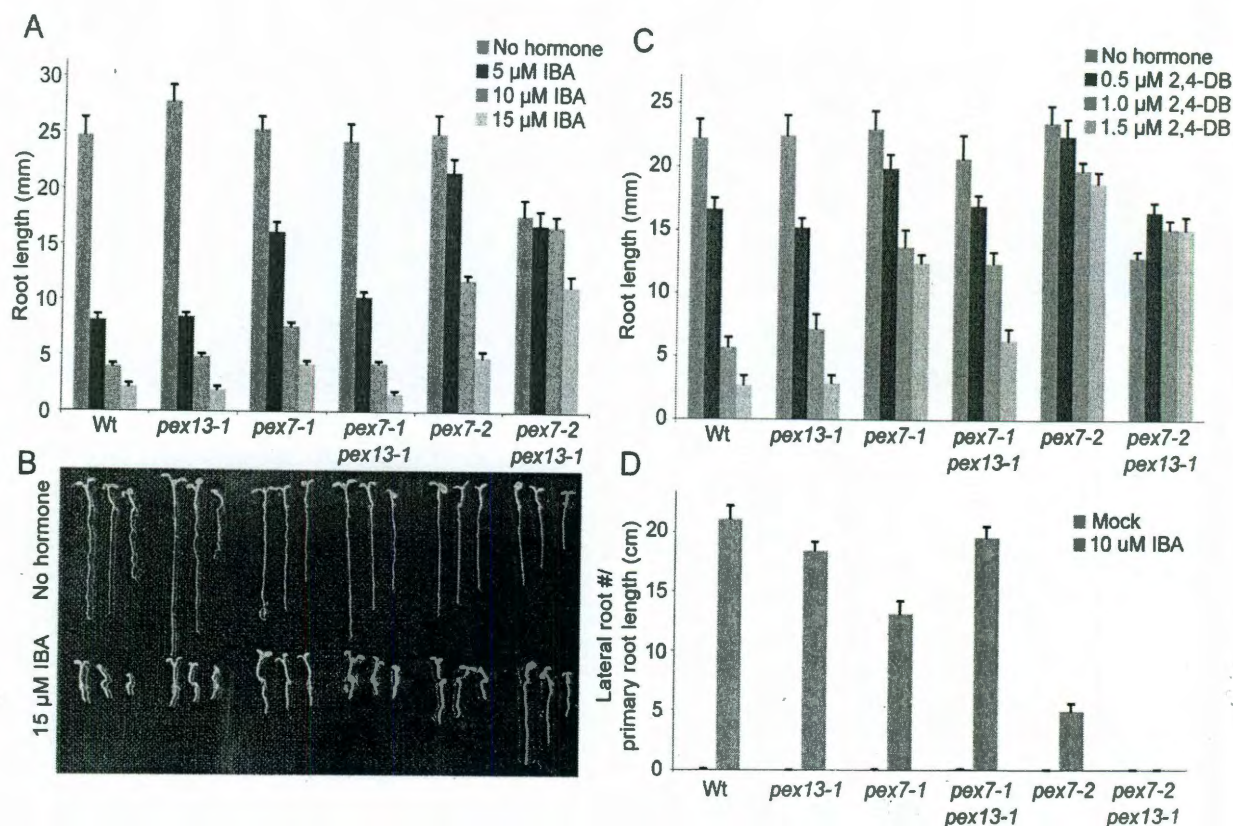 A
No hormone
5 µM IBA
10 µM IBA
15 µM IBA
Root length (mm)
30
25
20
15
10
5
0
Wt
pex13-1
pex7-1
pex7-1
pex13-1
pex7-2
pex7-2
pex13-1
B
No hormone
15 µM IBA
C
No hormone
0.5 µM 2,4-DB
1.0 µM 2,4-DB
1.5 µM 2,4-DB
Root length (mm)
25
20
15
10
5
0
Wt
pex13-1
pex7-1
pex7-1
pex13-1
pex7-2
pex7-2
pex13-1
D
Mock
10 uM IBA
Lateral root #/
primary root length (cm)
20
15
10
5
0
Wt
pex13-1
pex7-1
pex7-1
pex13-1
pex7-2
pex7-2
pex13-1